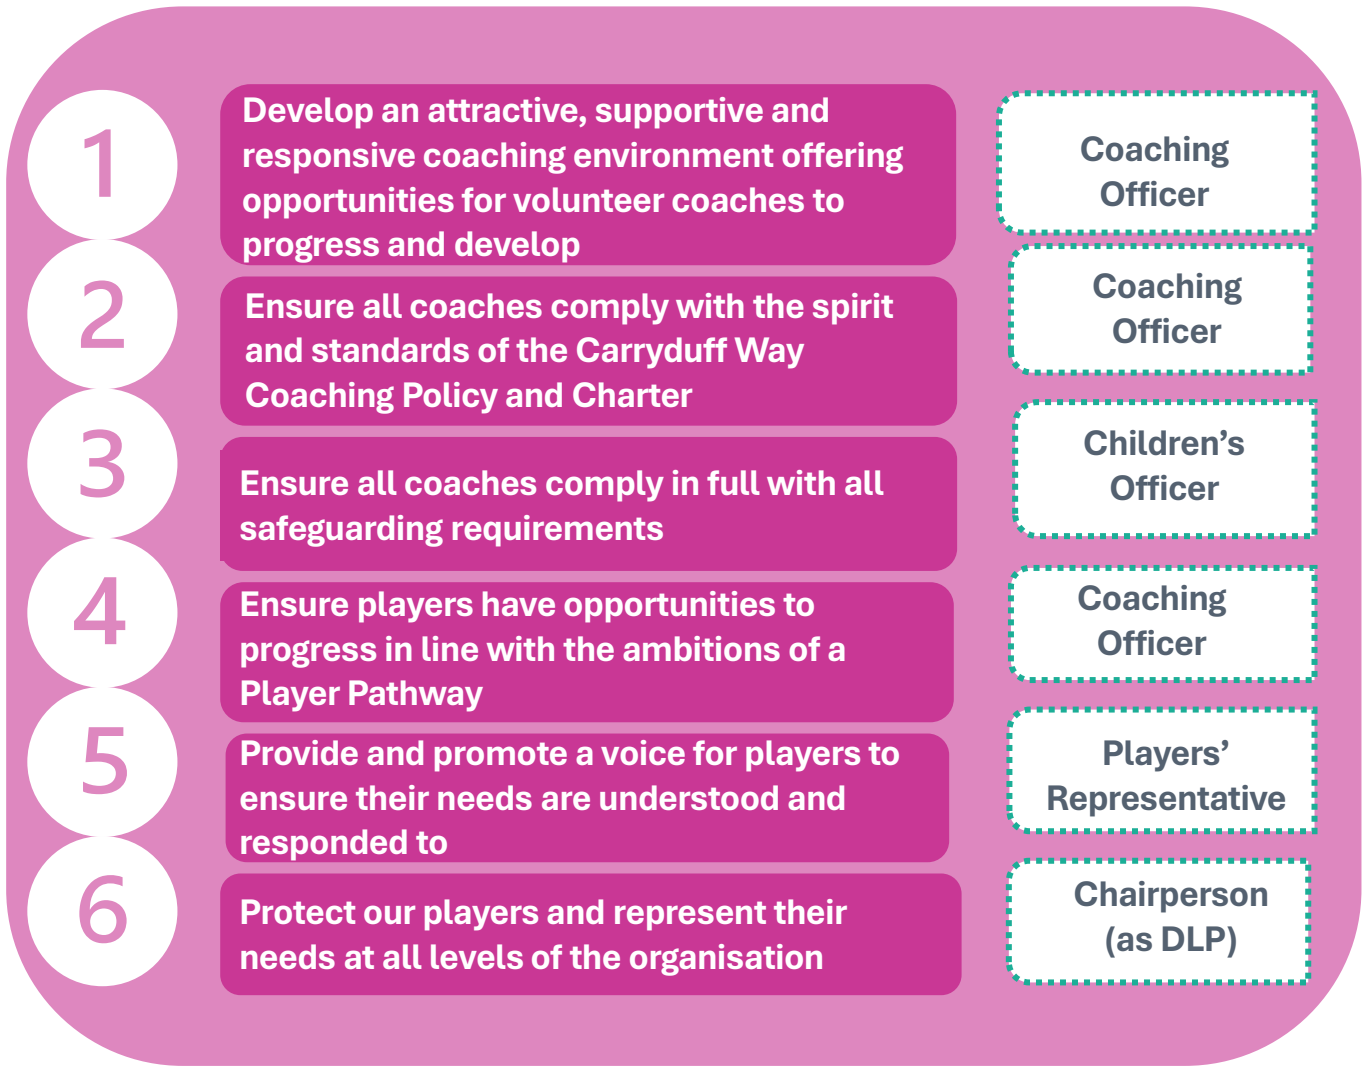 1
Develop an attractive, supportive and
responsive coaching environment offering
opportunities for volunteer coaches to
progress and develop
Coaching
Officer
2
Ensure all coaches comply with the spirit
and standards of the Carryduff Way
Coaching Policy and Charter
Coaching
Officer
3
Ensure all coaches comply in full with all
safeguarding requirements
Children’s
Officer
4
Ensure players have opportunities to
progress in line with the ambitions of a
Player Pathway
Coaching
Officer
5
Provide and promote a voice for players to
ensure their needs are understood and
responded to
Players’
Representative
6
Protect our players and represent their
needs at all levels of the organisation
Chairperson
(as DLP)